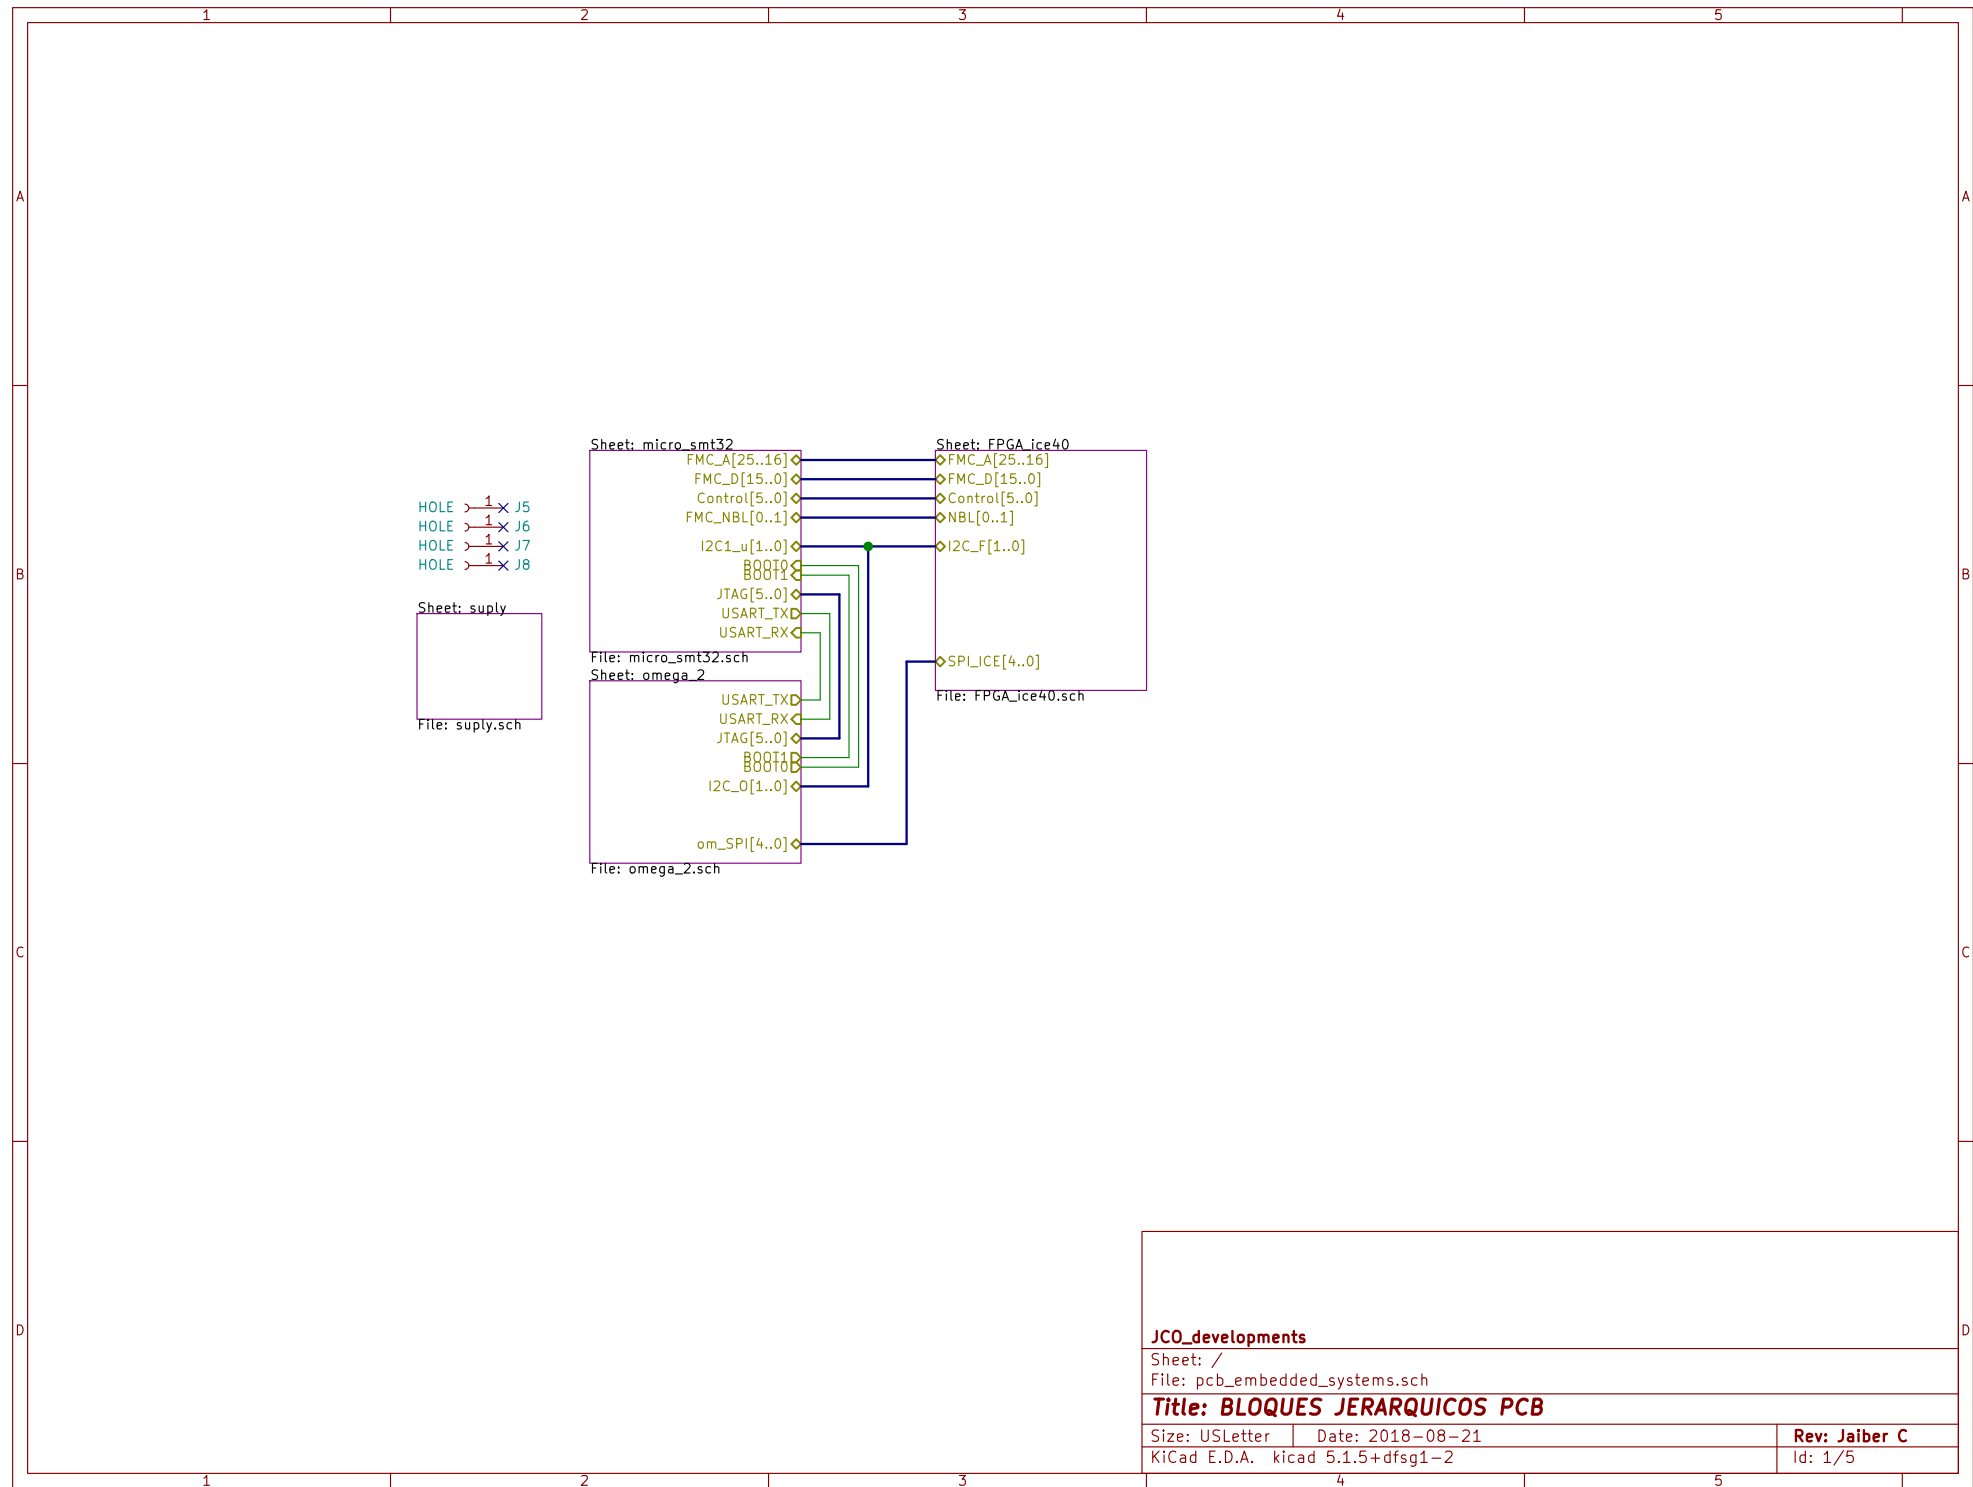 1 2 3 4 5
A A
B B
C C
D D
Sheet: micro_smt32
FMC_A[25..16]
FMC_D[15..0]
Control[5..0]
FMC_NBL[0..1]
I2C1_u[1..0]
BOOT0
BOOT1
JTAG[5..0]
USART_TX
USART_RX
File: micro_smt32.sch
Sheet: FPGA_ice40
FMC_A[25..16]
FMC_D[15..0]
Control[5..0]
NBL[0..1]
I2C_F[1..0]
SPI_ICE[4..0]
File: FPGA_ice40.sch
HOLE 1 J5
HOLE 1 J6
HOLE 1 J7
HOLE 1 J8
Sheet: suply
File: suply.sch
Sheet: omega_2
USART_TX
USART_RX
JTAG[5..0]
BOOT1
BOOT0
I2C_O[1..0]
om_SPI[4..0]
File: omega_2.sch
JCO_developments
Sheet: /
File: pcb_embedded_systems.sch
Title: BLOQUES JERARQUICOS PCB
Size: USLetter Date: 2018-08-21 Rev: Jaiber C
KiCad E.D.A. kicad 5.1.5+dfsg1-2 Id: 1/5
1 2 3 4 5